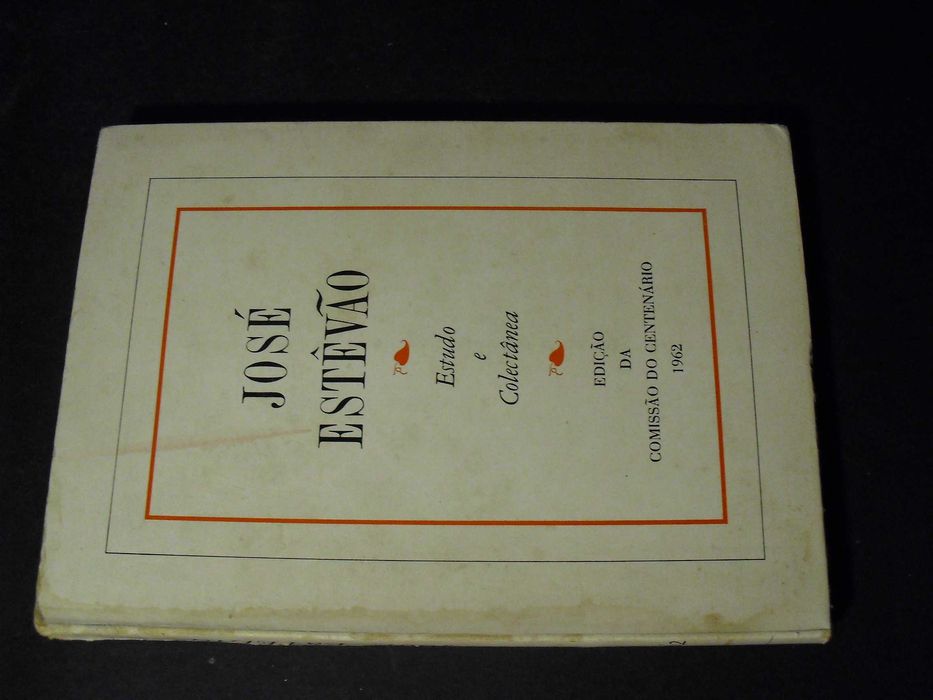 JOSÉ
ESTÊVÃO
Estudo
e
Colectânea
EDIÇÃO
DA
COMISSÃO DO CENTENÁRIO
1962